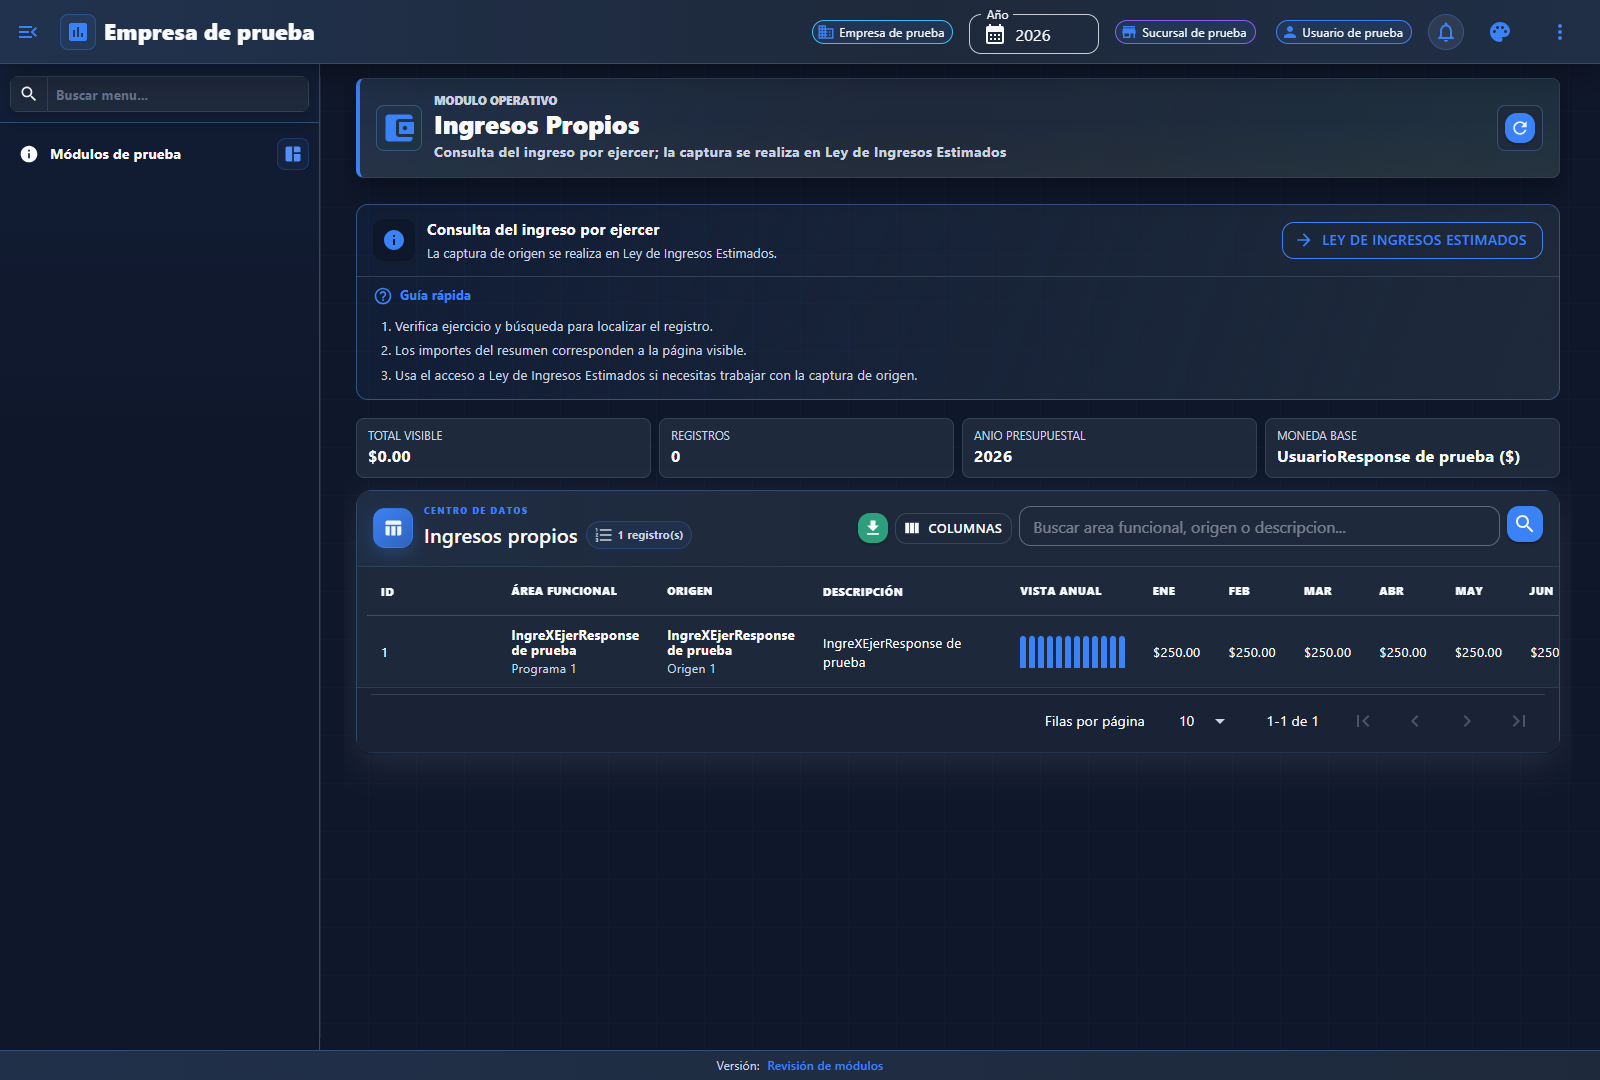 Empresa de prueba
Empresa de prueba
Año
2026
Sucursal de prueba
Usuario de prueba
Buscar menu...
Módulos de prueba
MODULO OPERATIVO
Ingresos Propios
Consulta del ingreso por ejercer; la captura se realiza en Ley de Ingresos Estimados
Consulta del ingreso por ejercer
La captura de origen se realiza en Ley de Ingresos Estimados.
LEY DE INGRESOS ESTIMADOS
Guía rápida
1. Verifica ejercicio y búsqueda para localizar el registro.
2. Los importes del resumen corresponden a la página visible.
3. Usa el acceso a Ley de Ingresos Estimados si necesitas trabajar con la captura de origen.
TOTAL VISIBLE
$0.00
REGISTROS
0
ANIO PRESUPUESTAL
2026
MONEDA BASE
UsuarioResponse de prueba ($)
CENTRO DE DATOS
Ingresos propios
1 registro(s)
COLUMNAS
Buscar area funcional, origen o descripcion...
ID ÁREA FUNCIONAL ORIGEN DESCRIPCIÓN VISTA ANUAL ENE FEB MAR ABR MAY JUN
1
IngreXEjerResponse de prueba
Programa 1
IngreXEjerResponse de prueba
Origen 1
IngreXEjerResponse de prueba
$250.00 $250.00 $250.00 $250.00 $250.00 $250
Filas por página 10 1-1 de 1
Versión: Revisión de módulos